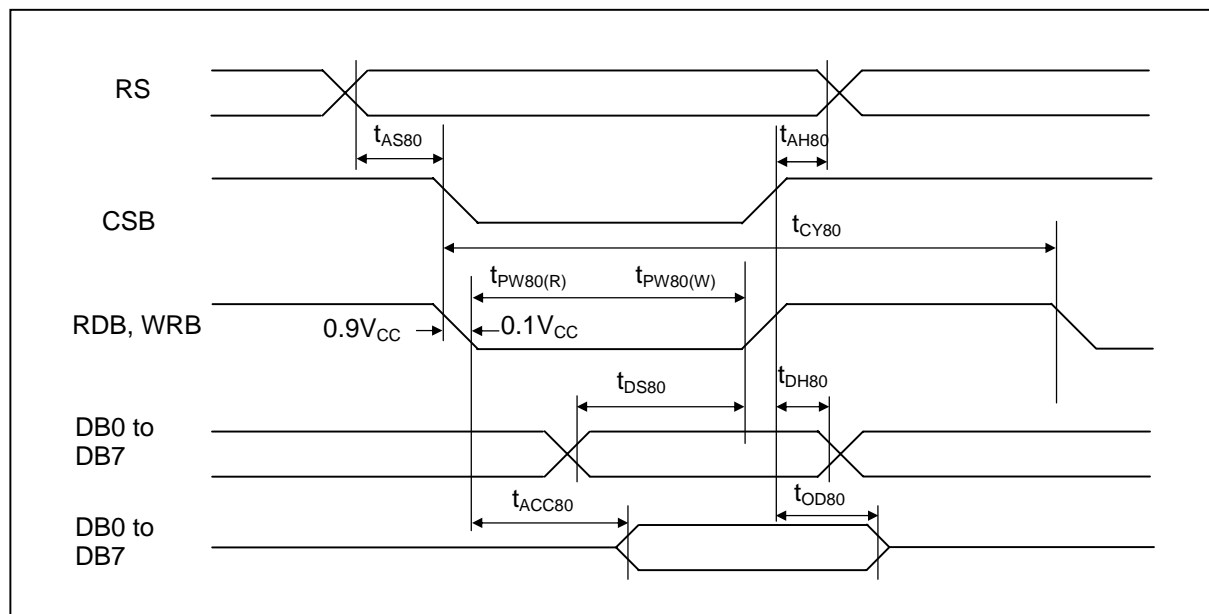 RS
tAS80
tAH80
CSB
tCY80
tPW80(R) tPW80(W)
RDB, WRB
0.9VCC
0.1VCC
tDS80
tDH80
DB0 to
DB7
tACC80
tOD80
DB0 to
DB7